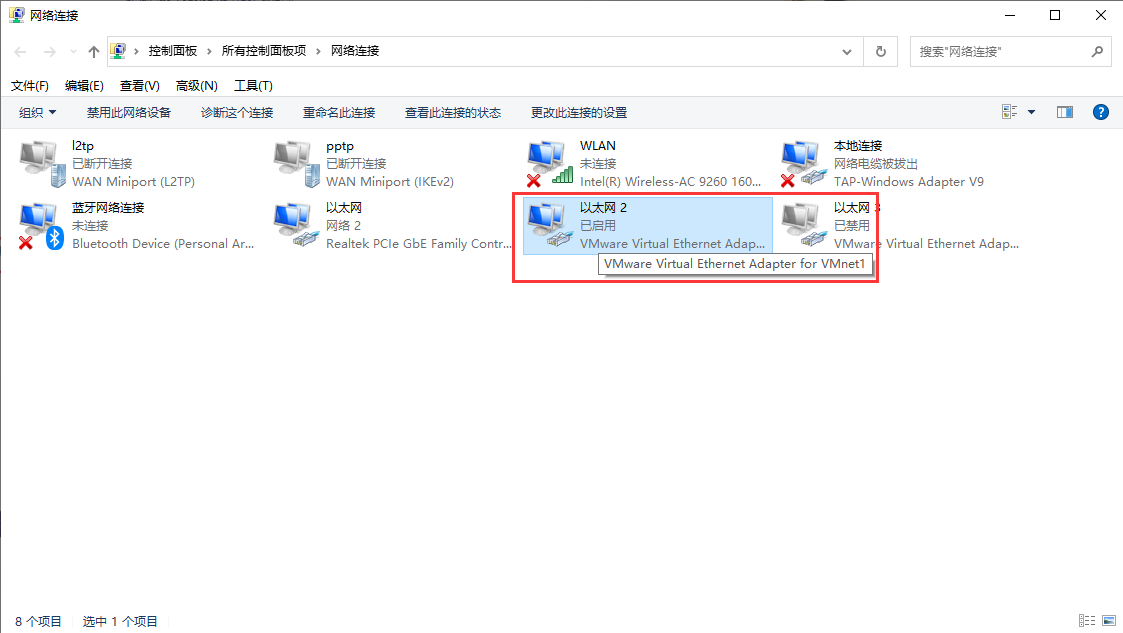 网络连接
控制面板 › 所有控制面板项 › 网络连接
搜索"网络连接"
文件(F) 编辑(E) 查看(V) 高级(N) 工具(T)
组织 禁用此网络设备 诊断这个连接 重命名此连接 查看此连接的状态 更改此连接的设置
l2tp
已断开连接
WAN Miniport (L2TP)
pptp
已断开连接
WAN Miniport (IKEv2)
WLAN
未连接
Intel(R) Wireless-AC 9260 160...
本地连接
网络电缆被拔出
TAP-Windows Adapter V9
蓝牙网络连接
未连接
Bluetooth Device (Personal Ar...
以太网
网络 2
Realtek PCIe GbE Family Contr...
以太网 2
已启用
VMware Virtual Ethernet Adap...
VMware Virtual Ethernet Adapter for VMnet1
以太网 3
已禁用
VMware Virtual Ethernet Adap...
8 个项目 选中 1 个项目